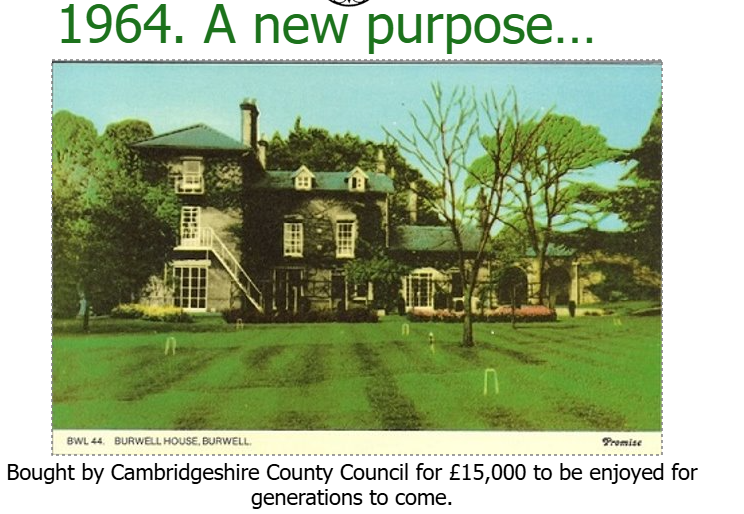 1964. A new purpose...
BWL 44. BURWELL HOUSE, BURWELL.
Promise
Bought by Cambridgeshire County Council for £15,000 to be enjoyed for
generations to come.